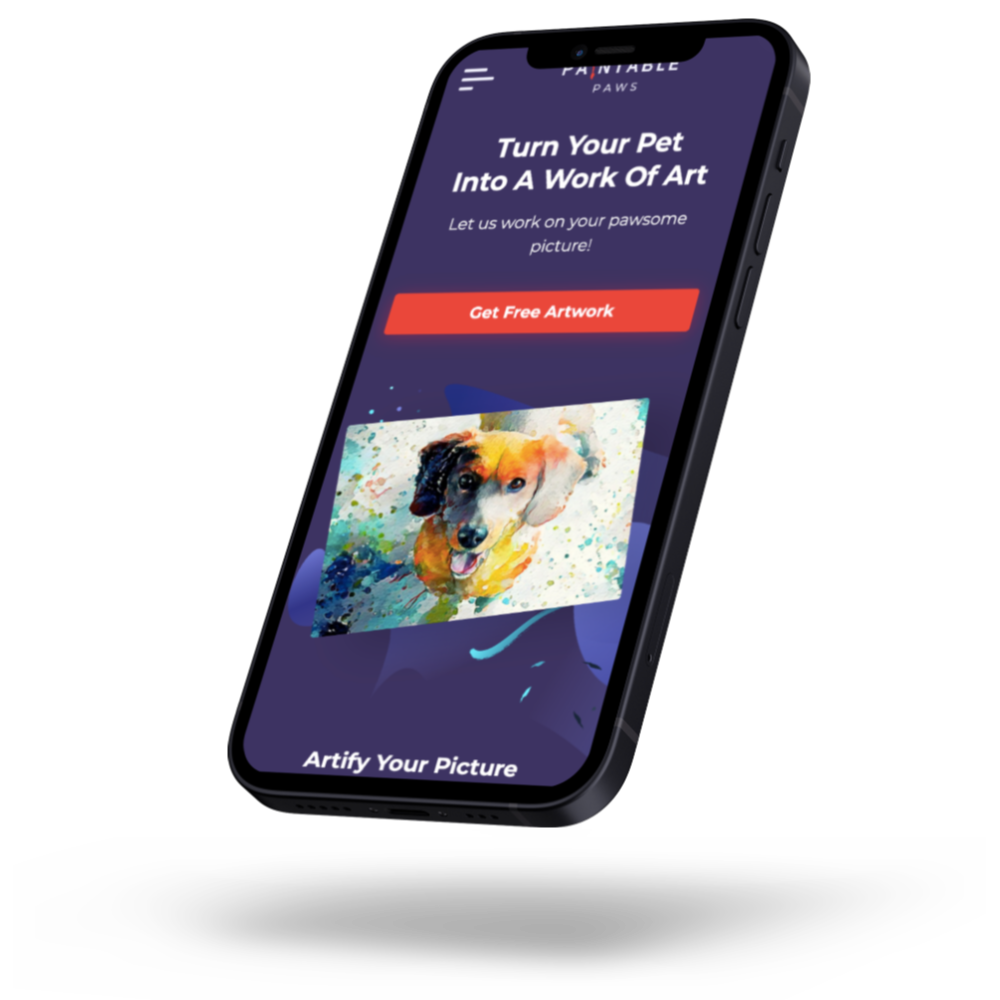 PAINTABLE
PAWS
Turn Your Pet
Into A Work Of Art
Let us work on your pawsome
picture!
Get Free Artwork
Artify Your Picture